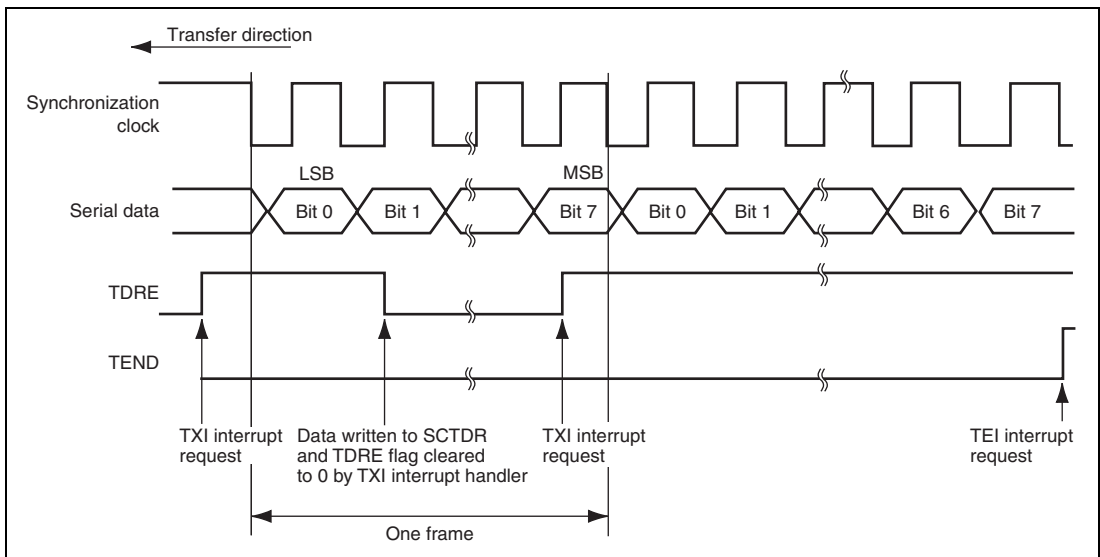 Transfer direction
Synchronization
clock
LSB
MSB
Serial data
Bit 0
Bit 1
Bit 7
Bit 0
Bit 1
Bit 6
Bit 7
TDRE
TEND
TXI interrupt
request
Data written to SCTDR
and TDRE flag cleared
to 0 by TXI interrupt handler
TXI interrupt
request
TEI interrupt
request
One frame